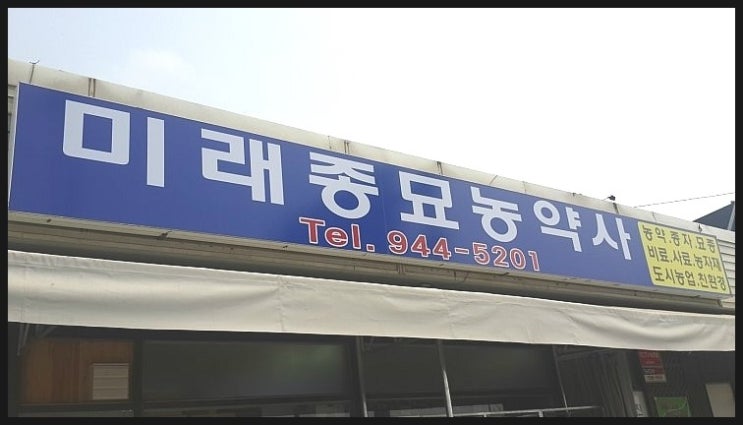 미래종묘농약사
Tel. 944-5201
농약.종자.묘종
비료.사료.농자재
도시농업.친환경